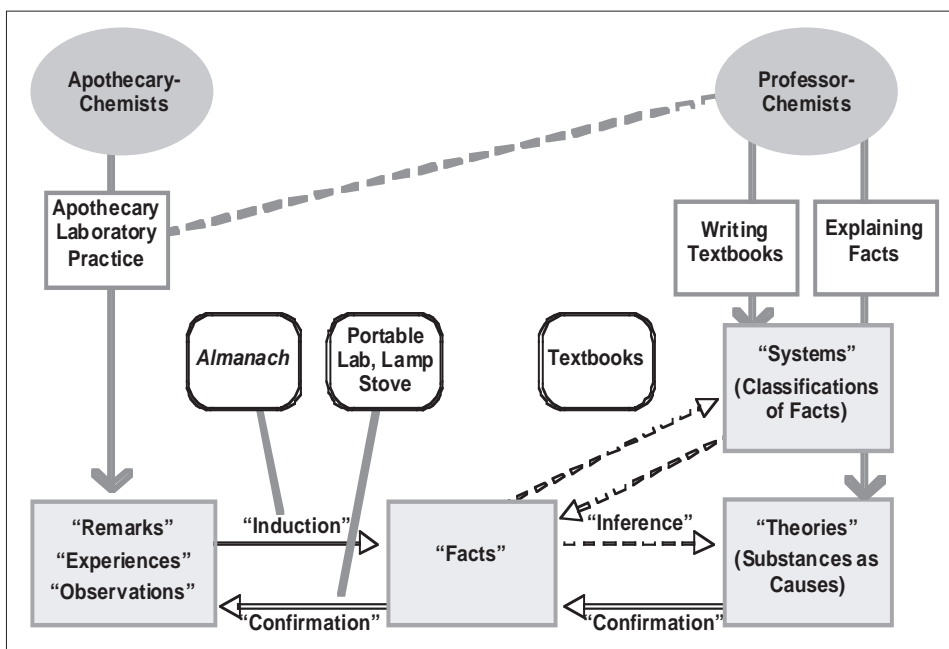 Apothecary-
Chemists
Professor-
Chemists
Apothecary
Laboratory
Practice
Writing
Textbooks
Explaining
Facts
Almanach
Portable
Lab, Lamp
Stove
Textbooks
“Systems”
(Classifications
of Facts)
“Remarks”
“Experiences”
“Observations”
“Induction”
“Confirmation”
“Facts”
“Inference”
“Confirmation”
“Theories”
(Substances as
Causes)